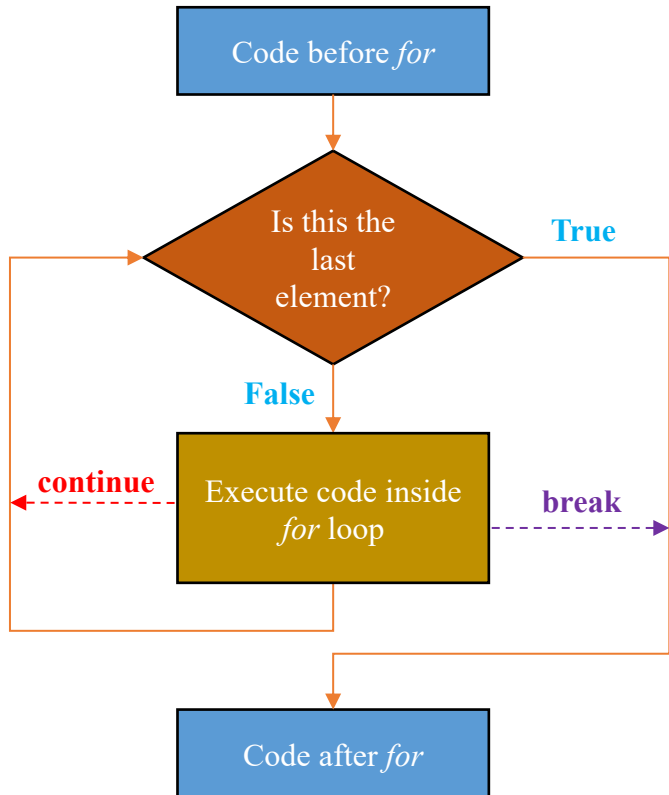 Code before for
Is this the
last
element?
True
False
continue
Execute code inside
for loop
break
Code after for